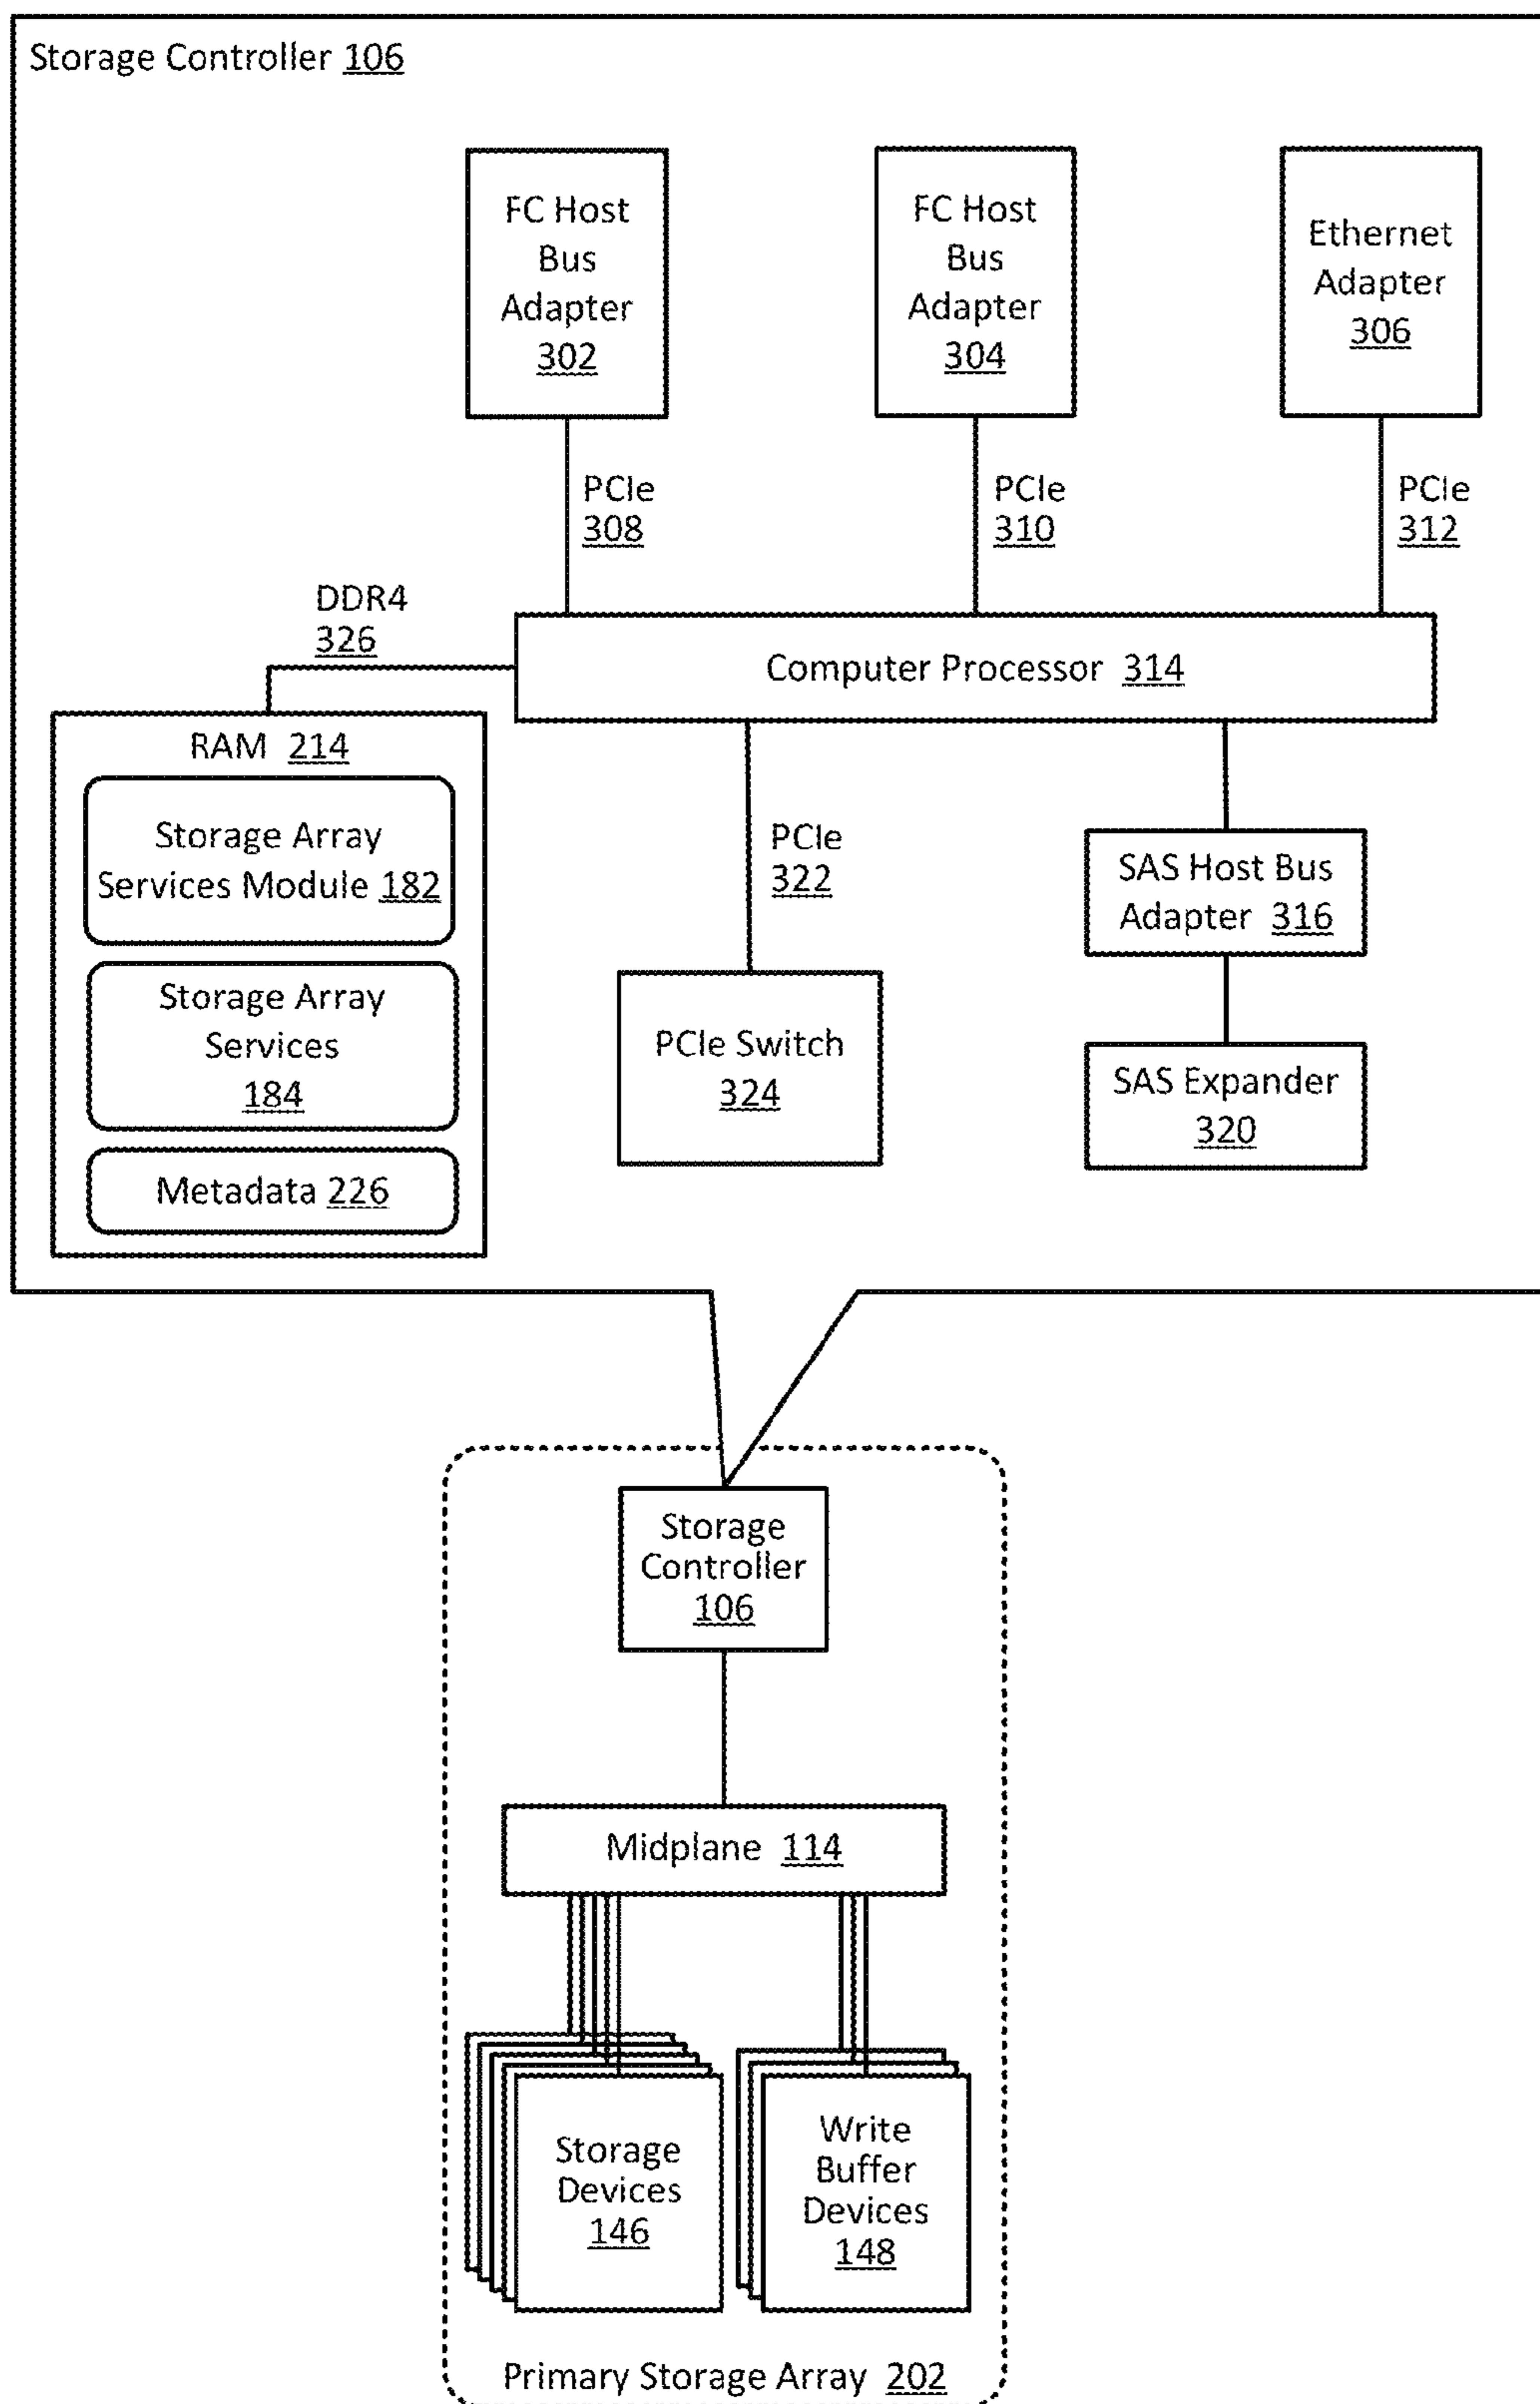 Storage Controller 106
FC Host
Bus
Adapter
302
FC Host
Bus
Adapter
304
Ethernet
Adapter
306
PCIe
308
PCIe
310
PCIe
312
DDR4
326
Computer Processor 314
RAM 214
Storage Array
Services Module 182
Storage Array
Services
184
Metadata 226
PCIe
322
PCIe Switch
324
SAS Host Bus
Adapter 316
SAS Expander
320
Storage
Controller
106
Midplane 114
Storage
Devices
146
Write
Buffer
Devices
148
Primary Storage Array 202